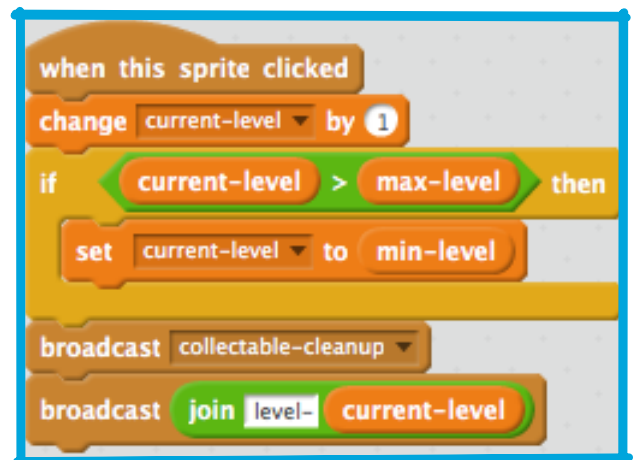 when this sprite clicked
change current-level by 1
if current-level > max-level then
set current-level to min-level
broadcast collectable-cleanup
broadcast join level- current-level